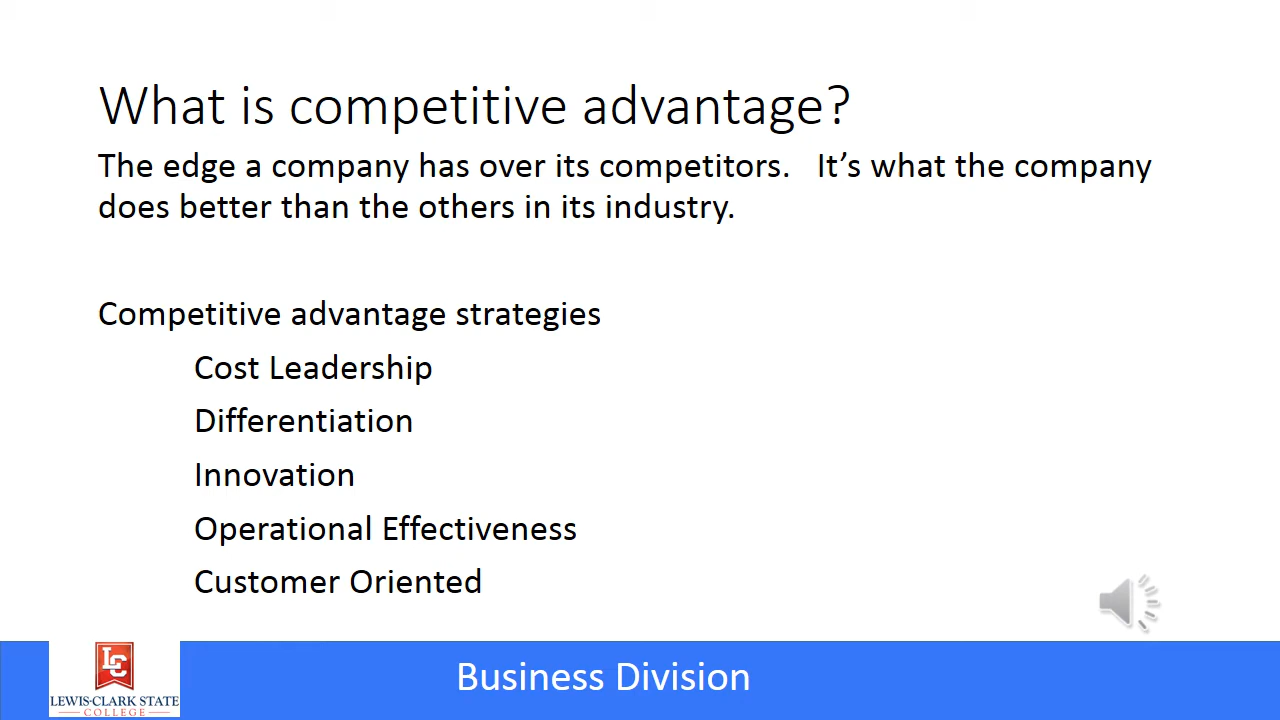 What is competitive advantage?
The edge a company has over its competitors.   It’s what the company
does better than the others in its industry.
Competitive advantage strategies
Cost Leadership
Differentiation
Innovation
Operational Effectiveness
Customer Oriented
LC
LEWIS-CLARK STATE
COLLEGE
Business Division